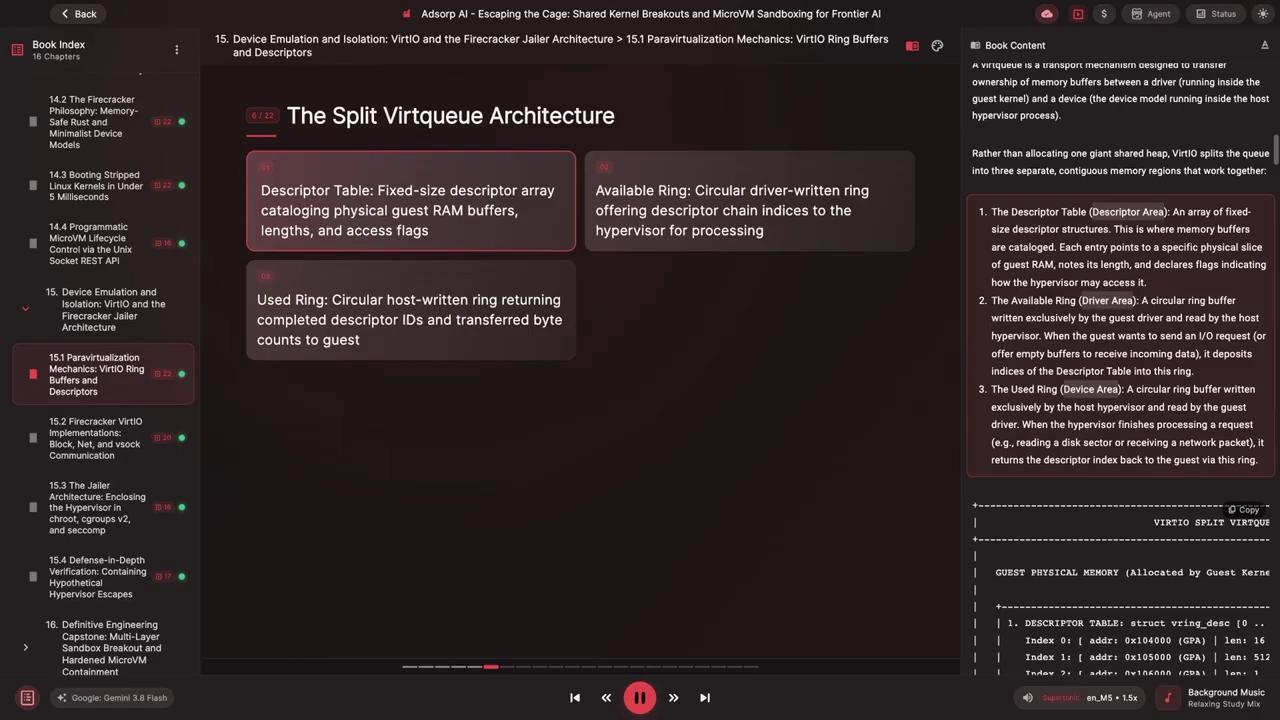 Back
Adsorp AI - Escaping the Cage: Shared Kernel Breakouts and MicroVM Sandboxing for Frontier AI
$
Agent
Status
Book Index
16 Chapters
14.2 The Firecracker
Philosophy: Memory-
Safe Rust and
Minimalist Device
Models
22
14.3 Booting Stripped
Linux Kernels in Under
5 Milliseconds
22
14.4 Programmatic
MicroVM Lifecycle
Control via the Unix
Socket REST API
16
15. Device Emulation and
Isolation: VirtIO and the
Firecracker Jailer
Architecture
15.1 Paravirtualization
Mechanics: VirtIO Ring
Buffers and
Descriptors
22
15.2 Firecracker VirtIO
Implementations:
Block, Net, and vsock
Communication
20
15.3 The Jailer
Architecture: Enclosing
the Hypervisor in
chroot, cgroups v2,
and seccomp
16
15.4 Defense-in-Depth
Verification: Containing
Hypothetical
Hypervisor Escapes
17
16. Definitive Engineering
Capstone: Multi-Layer
Sandbox Breakout and
Hardened MicroVM
Containment
Google: Gemini 3.8 Flash
15. Device Emulation and Isolation: VirtIO and the Firecracker Jailer Architecture > 15.1 Paravirtualization Mechanics: VirtIO Ring Buffers
and Descriptors
6 / 22
The Split Virtqueue Architecture
01
Descriptor Table: Fixed-size descriptor array
cataloging physical guest RAM buffers,
lengths, and access flags
02
Available Ring: Circular driver-written ring
offering descriptor chain indices to the
hypervisor for processing
03
Used Ring: Circular host-written ring returning
completed descriptor IDs and transferred byte
counts to guest
Book Content
A virtqueue is a transport mechanism designed to transfer
ownership of memory buffers between a driver (running inside the
guest kernel) and a device (the device model running inside the host
hypervisor process).
Rather than allocating one giant shared heap, VirtIO splits the queue
into three separate, contiguous memory regions that work together:
1. The Descriptor Table (Descriptor Area): An array of fixed-
size descriptor structures. This is where memory buffers
are cataloged. Each entry points to a specific physical slice
of guest RAM, notes its length, and declares flags indicating
how the hypervisor may access it.
2. The Available Ring (Driver Area): A circular ring buffer
written exclusively by the guest driver and read by the host
hypervisor. When the guest wants to send an I/O request (or
offer empty buffers to receive incoming data), it deposits
indices of the Descriptor Table into this ring.
3. The Used Ring (Device Area): A circular ring buffer written
exclusively by the host hypervisor and read by the guest
driver. When the hypervisor finishes processing a request
(e.g., reading a disk sector or receiving a network packet), it
returns the descriptor index back to the guest via this ring.
Copy
VIRTIO SPLIT VIRTQUE
GUEST PHYSICAL MEMORY (Allocated by Guest Kerne
1. DESCRIPTOR TABLE: struct vring_desc [0 ..
Index 0: [ addr: 0x104000 (GPA) | len: 16
Index 1: [ addr: 0x105000 (GPA) | len: 512
Index 2: [ addr: 0x106000 (GPA) | len: 1
Supertonic en_M5 • 1.5x
Background Music
Relaxing Study Mix